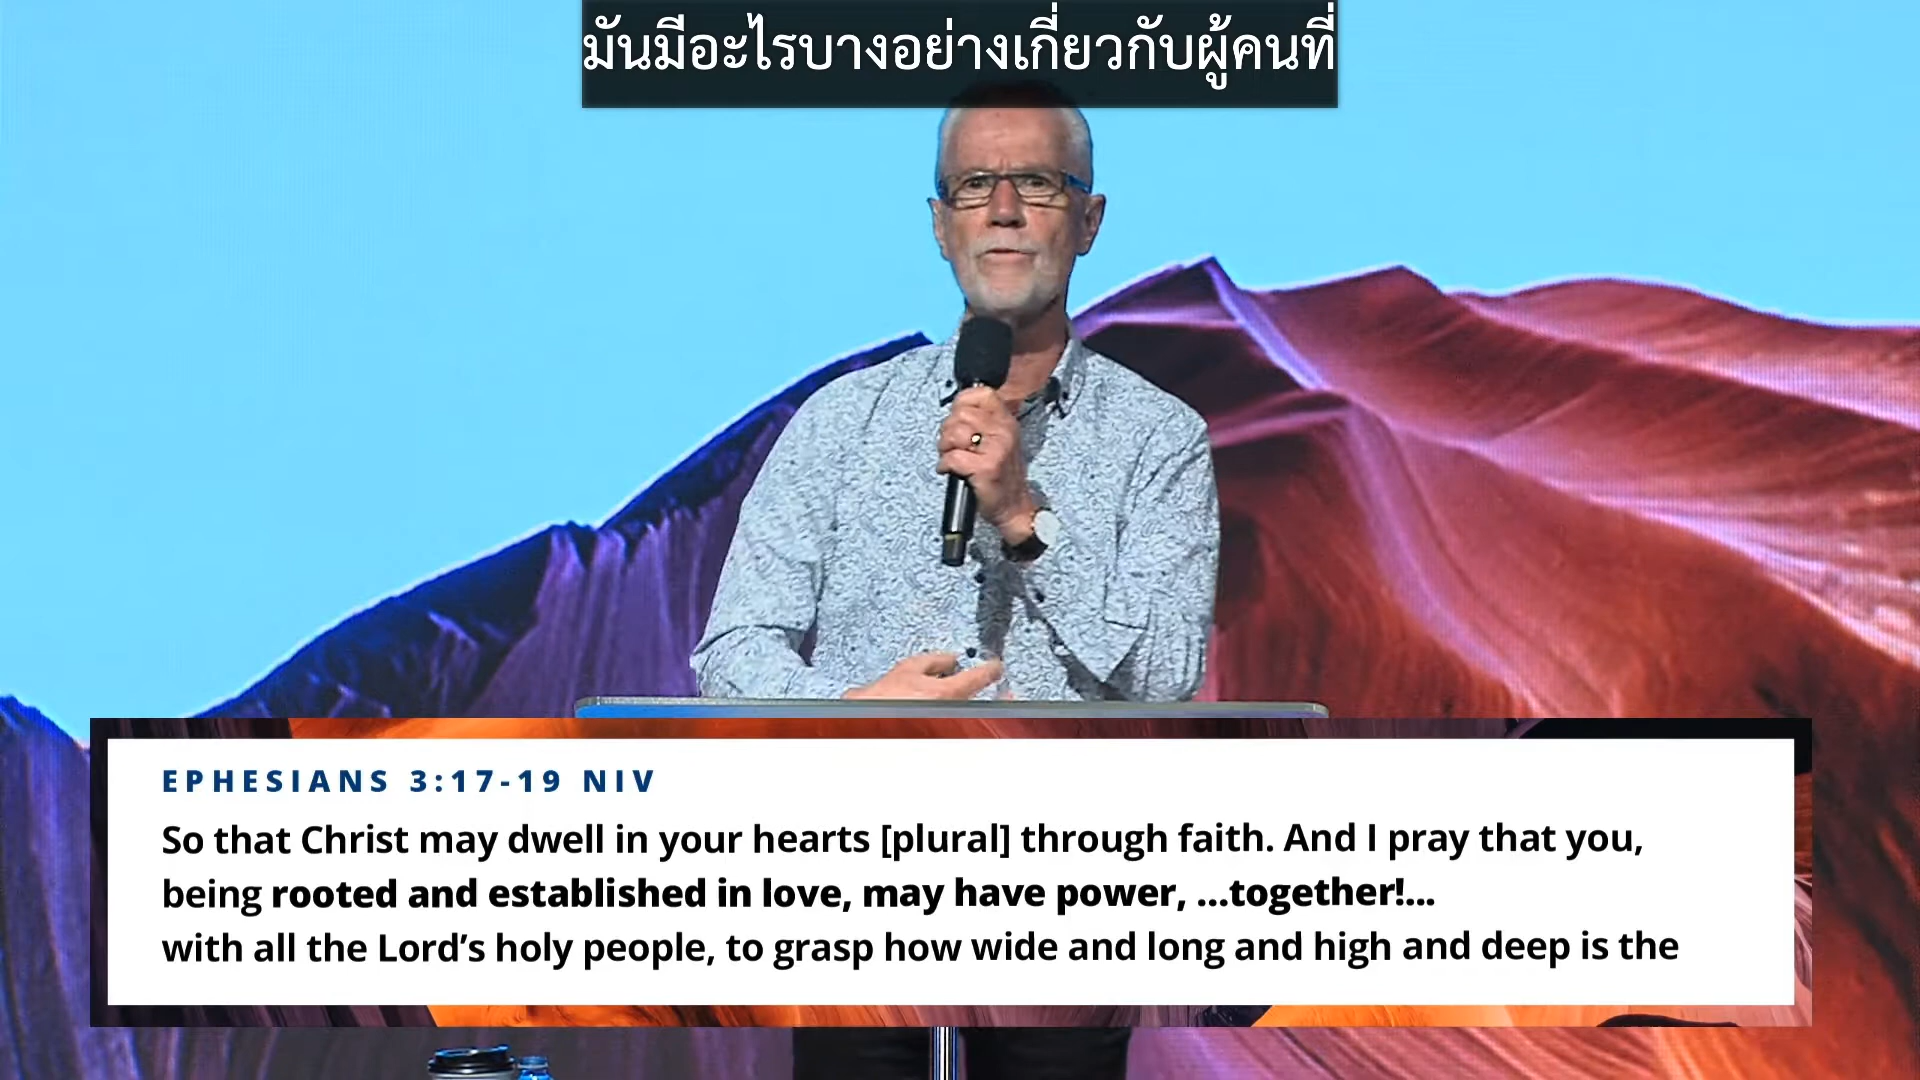 มันมีอะไรบางอย่างเกี่ยวกับผู้คนที่
EPHESIANS 3:17-19 NIV
So that Christ may dwell in your hearts [plural] through faith. And I pray that you,
being rooted and established in love, may have power, ...together!...
with all the Lord’s holy people, to grasp how wide and long and high and deep is the